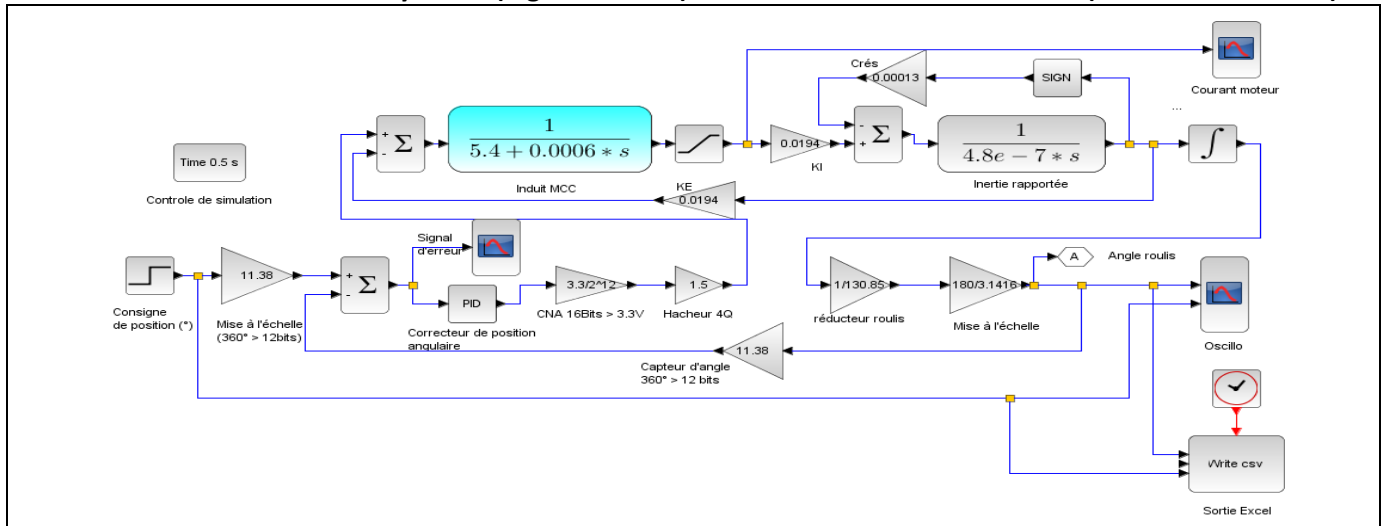 Courant moteur
Crés
0.00013
SIGN
...
+
-
Σ
1
5.4 + 0.0006 * s
Induit MCC
0.0194
KI
-
+
Σ
1
4.8e − 7 * s
Inertie rapportée
∫
Time 0.5 s
Controle de simulation
KE
0.0194
Signal
d'erreur
11.38
+
-
Σ
PID
3.3/2^12
1.5
1/130.85
180/3.1416
A
Angle roulis
Consigne
de position (°)
Mise à l'échelle
(360° > 12bits)
Correcteur de position
angulaire
CNA 16Bits > 3.3V
Hacheur 4Q
réducteur roulis
Mise à l'échelle
Oscillo
11.38
Capteur d'angle
360° > 12 bits
Write csv
Sortie Excel